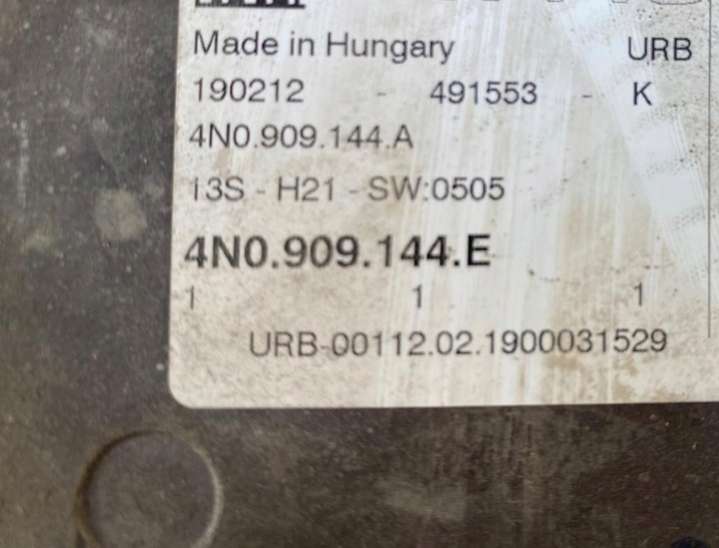 Made in Hungary URB
190212 - 491553 - K
4N0.909.144.A
13S - H21 - SW:0505
4N0.909.144.E
1 1 1
URB-00112.02.1900031529